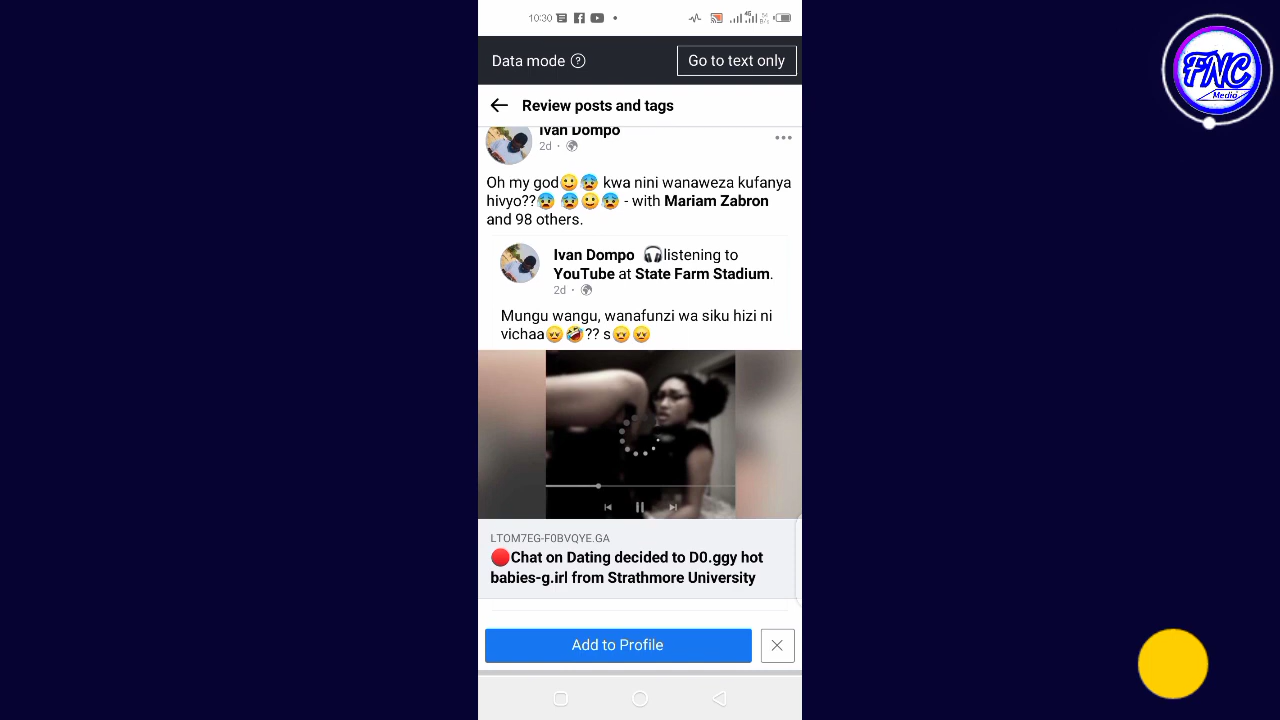 10:30
Data mode
Go to text only
Review posts and tags
Ivan Dompo
2d
Oh my god🙂😰 kwa nini wanaweza kufanya
hivyo??😰 😰🙂😰 - with Mariam Zabron
and 98 others.
Ivan Dompo 🎧listening to
YouTube at State Farm Stadium.
2d
Mungu wangu, wanafunzi wa siku hizi ni
vichaa😞🤣?? s😞😞
LTOM7EG-F0BVQYE.GA
🔴Chat on Dating decided to D0.ggy hot
babies-g.irl from Strathmore University
Add to Profile
FNC
Media